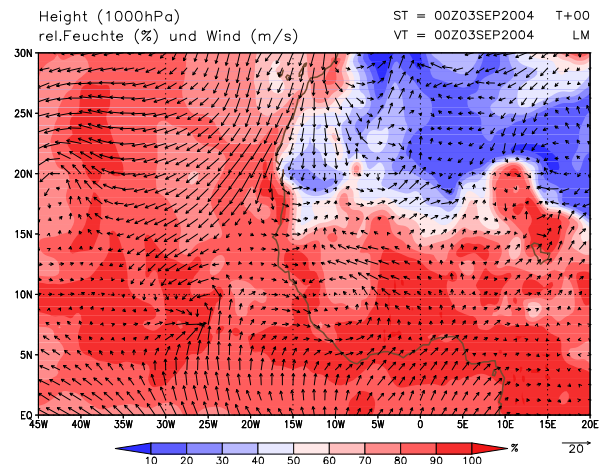 Height (1000hPa) ST = 00Z03SEP2004 T+00
rel.Feuchte (%) und Wind (m/s) VT = 00Z03SEP2004 LM
30N
25N
20N
15N
10N
5N
EQ
45W 40W 35W 30W 25W 20W 15W 10W 5W 0 5E 10E 15E 20E
10 20 30 40 50 60 70 80 90 100 %
20